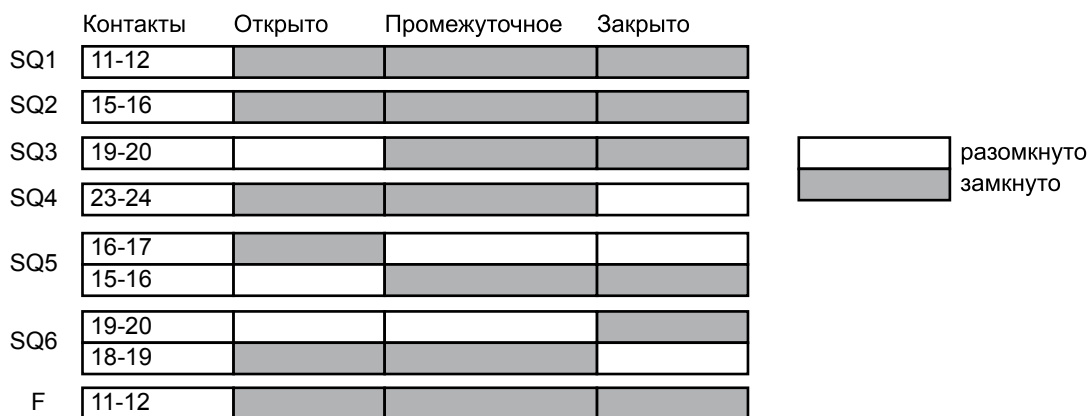 Контакты Открыто Промежуточное Закрыто
SQ1 11-12
SQ2 15-16
SQ3 19-20
SQ4 23-24
SQ5 16-17
15-16
SQ6 19-20
18-19
F 11-12
разомкнуто
замкнуто